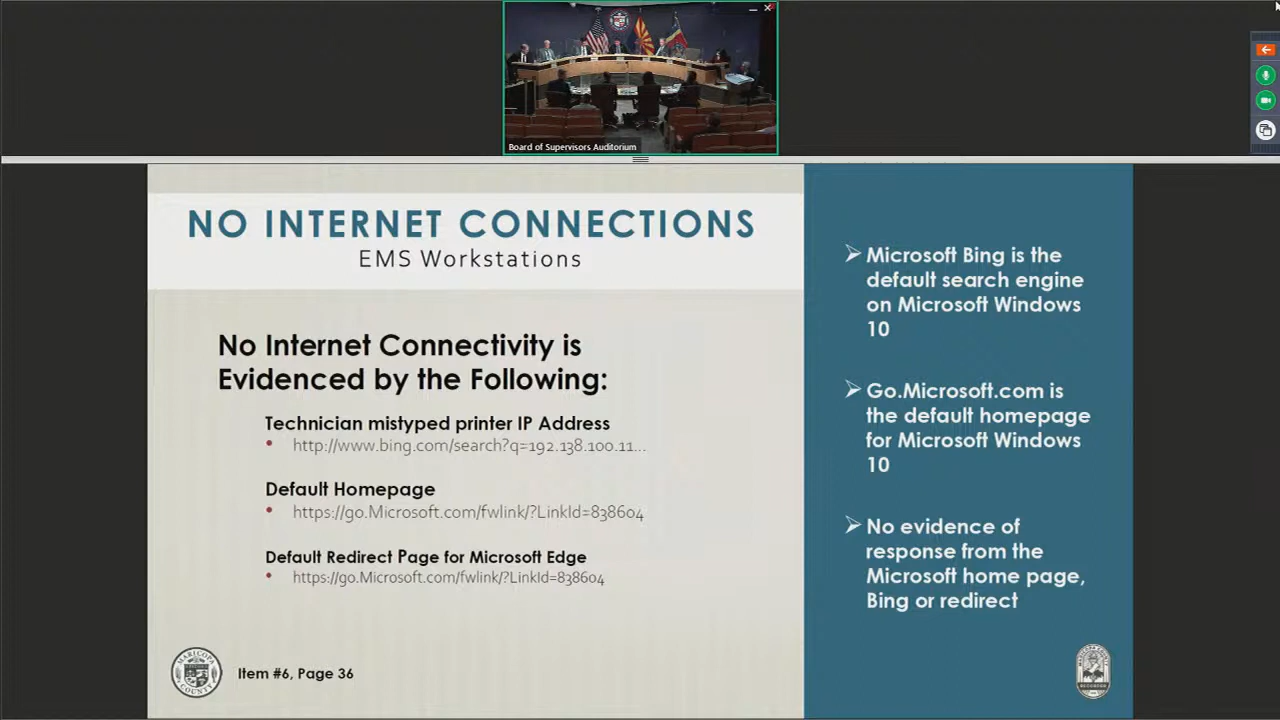 Board of Supervisors Auditorium
NO INTERNET CONNECTIONS
EMS Workstations
No Internet Connectivity is
Evidenced by the Following:
Technician mistyped printer IP Address
• http://www.bing.com/search?q=192.138.100.11...
Default Homepage
• https://go.Microsoft.com/fwlink/?LinkId=838604
Default Redirect Page for Microsoft Edge
• https://go.Microsoft.com/fwlink/?LinkId=838604
MARICOPA
COUNTY
Item #6, Page 36
Microsoft Bing is the
default search engine
on Microsoft Windows
10
Go.Microsoft.com is
the default homepage
for Microsoft Windows
10
No evidence of
response from the
Microsoft home page,
Bing or redirect